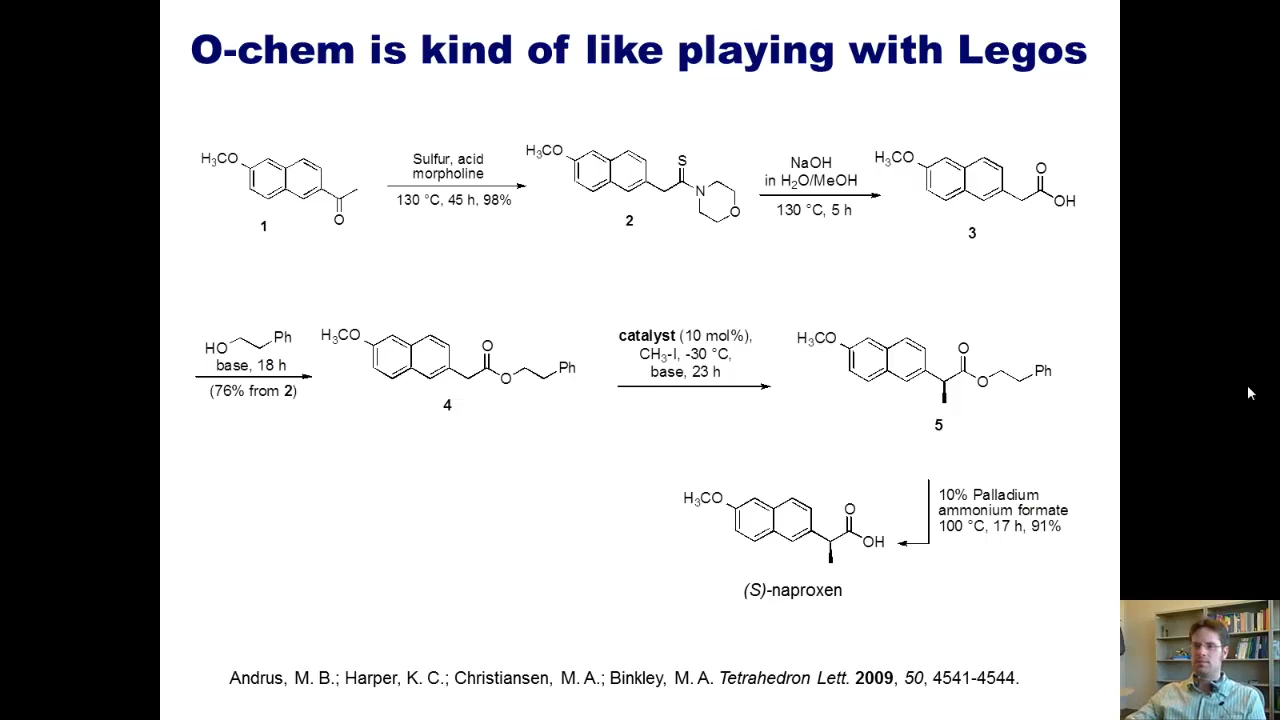 O-chem is kind of like playing with Legos
H₃CO
O
1
Sulfur, acid
morpholine
130 °C, 45 h, 98%
H₃CO
S
N
O
2
NaOH
in H₂O/MeOH
130 °C, 5 h
H₃CO
O
OH
3
HO
Ph
base, 18 h
(76% from 2)
H₃CO
O
O
Ph
4
catalyst (10 mol%),
CH₃-I, -30 °C,
base, 23 h
H₃CO
O
O
Ph
5
10% Palladium
ammonium formate
100 °C, 17 h, 91%
H₃CO
O
OH
(S)-naproxen
Andrus, M. B.; Harper, K. C.; Christiansen, M. A.; Binkley, M. A. Tetrahedron Lett. 2009, 50, 4541-4544.